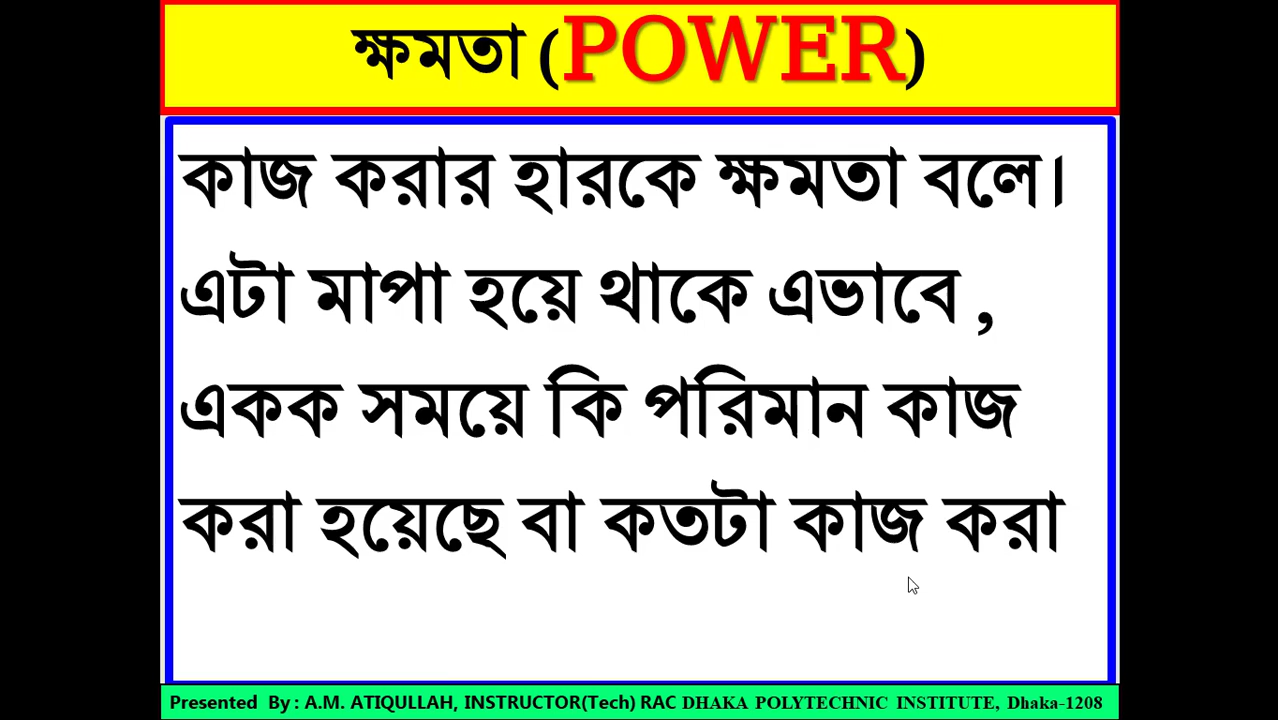 ক্ষমতা (POWER)
কাজ করার হারকে ক্ষমতা বলে।
এটা মাপা হয়ে থাকে এভাবে ,
একক সময়ে কি পরিমান কাজ
করা হয়েছে বা কতটা কাজ করা
Presented By : A.M. ATIQULLAH, INSTRUCTOR(Tech) RAC DHAKA POLYTECHNIC INSTITUTE, Dhaka-1208